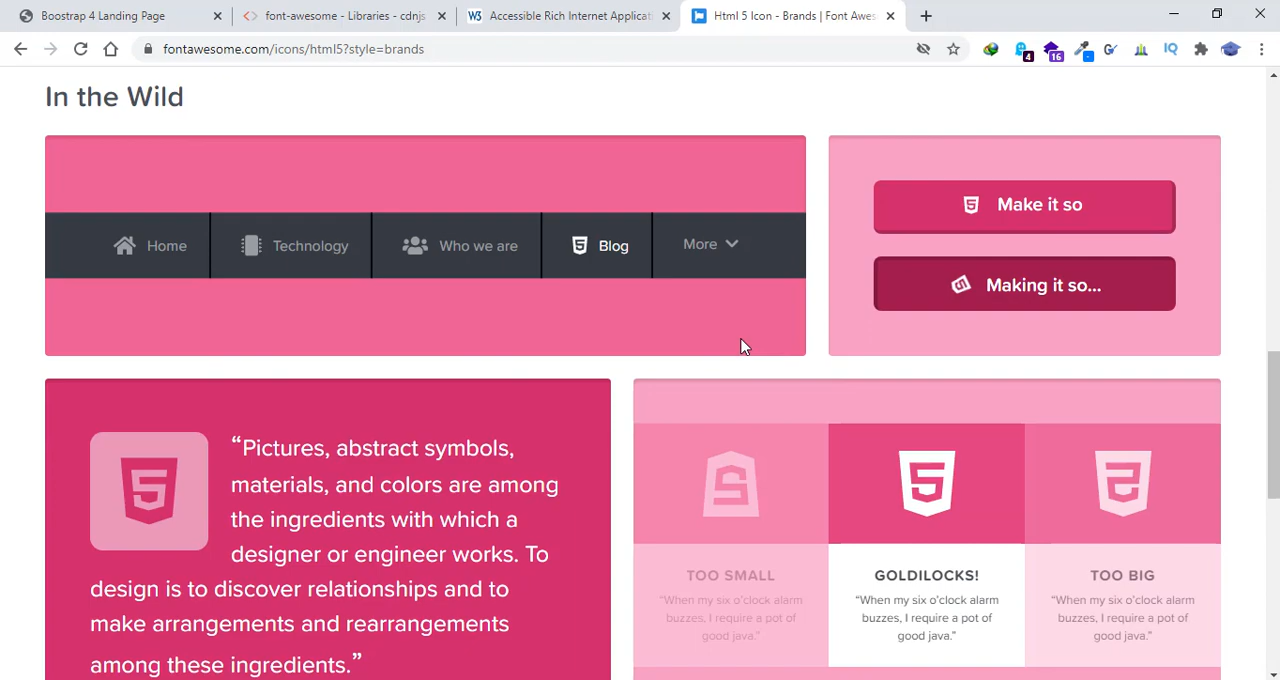 Boostrap 4 Landing Page
font-awesome - Libraries - cdnjs
Accessible Rich Internet Applicat
Html 5 Icon - Brands | Font Awes
fontawesome.com/icons/html5?style=brands
4
16
IQ
In the Wild
Home
Technology
Who we are
Blog
More
Make it so
Making it so...
“Pictures, abstract symbols,
materials, and colors are among
the ingredients with which a
designer or engineer works. To
design is to discover relationships and to
make arrangements and rearrangements
among these ingredients.”
TOO SMALL
“When my six o’clock alarm
buzzes, I require a pot of
good java.”
GOLDILOCKS!
“When my six o’clock alarm
buzzes, I require a pot of
good java.”
TOO BIG
“When my six o’clock alarm
buzzes, I require a pot of
good java.”